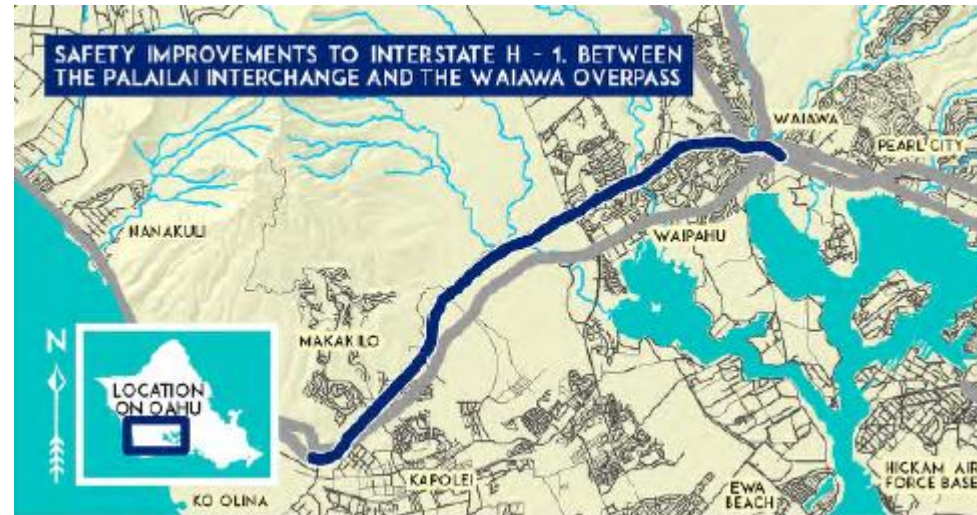 SAFETY IMPROVEMENTS TO INTERSTATE H - 1, BETWEEN
THE PALAILAI INTERCHANGE AND THE WAIAWA OVERPASS
WAIAWA
PEARL CITY
NANAKULI
WAIPAHU
MAKAKILO
N
LOCATION
ON OAHU
KAPOLEI
KO OLINA
EWA
BEACH
HICKAM AIR
FORCE BASE